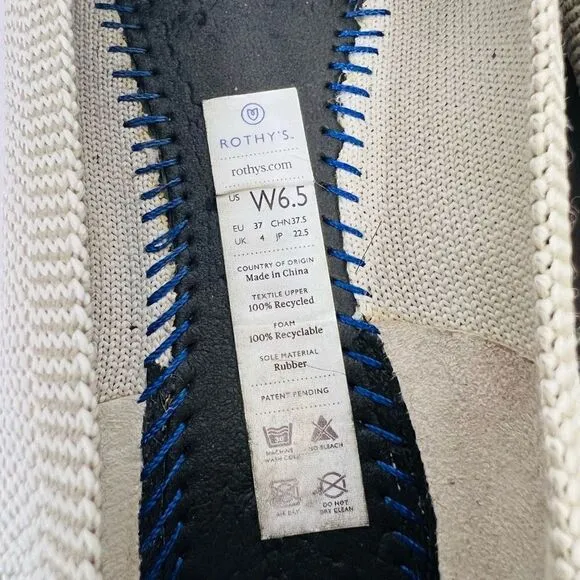 ROTHY'S.
rothys.com
US W6.5
EU 37 CHN 37.5
UK 4 JP 22.5
COUNTRY OF ORIGIN
Made in China
TEXTILE UPPER
100% Recycled
FOAM
100% Recyclable
SOLE MATERIAL
Rubber
PATENT PENDING
30
MACHINE WASH COLD
NO BLEACH
AIR DRY
DO NOT DRY CLEAN